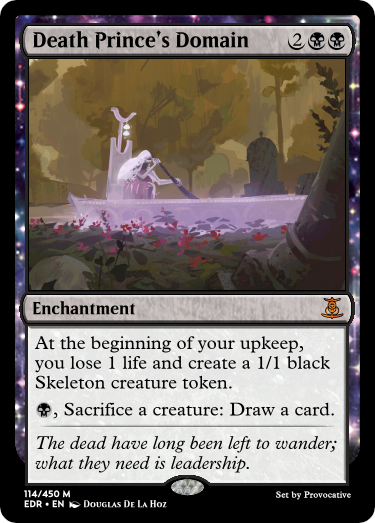 Death Prince's Domain 2
Enchantment
At the beginning of your upkeep,
you lose 1 life and create a 1/1 black
Skeleton creature token.
, Sacrifice a creature: Draw a card.
The dead have long been left to wander;
what they need is leadership.
114/450 M
EDR • EN Douglas De La Hoz
Set by Provocative